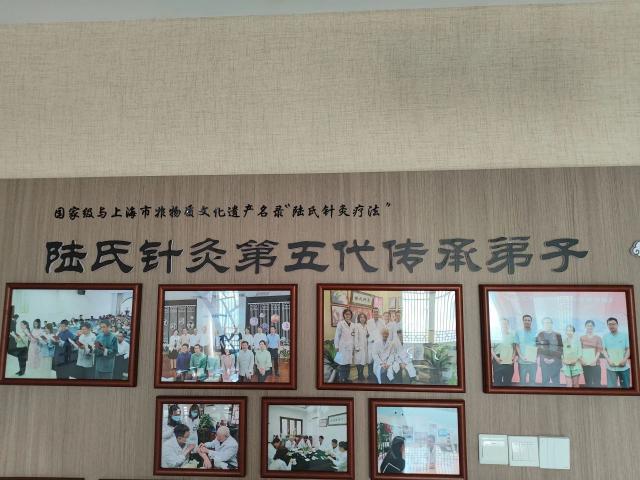 国家级与上海市非物质文化遗产名录“陆氏针灸疗法”
陆氏针灸第五代传承弟子